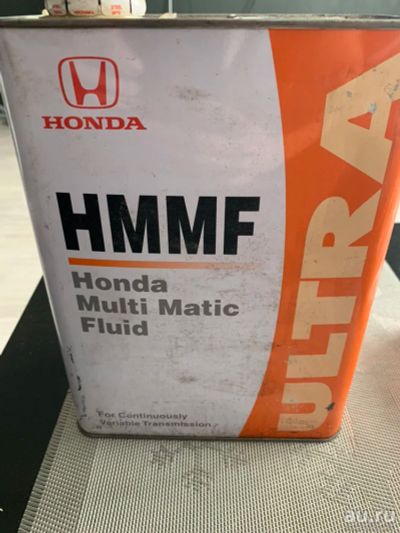 HONDA
HMMF
Honda
Multi Matic
Fluid
For Continuously
Variable Transmission
ULTRA
au.ru